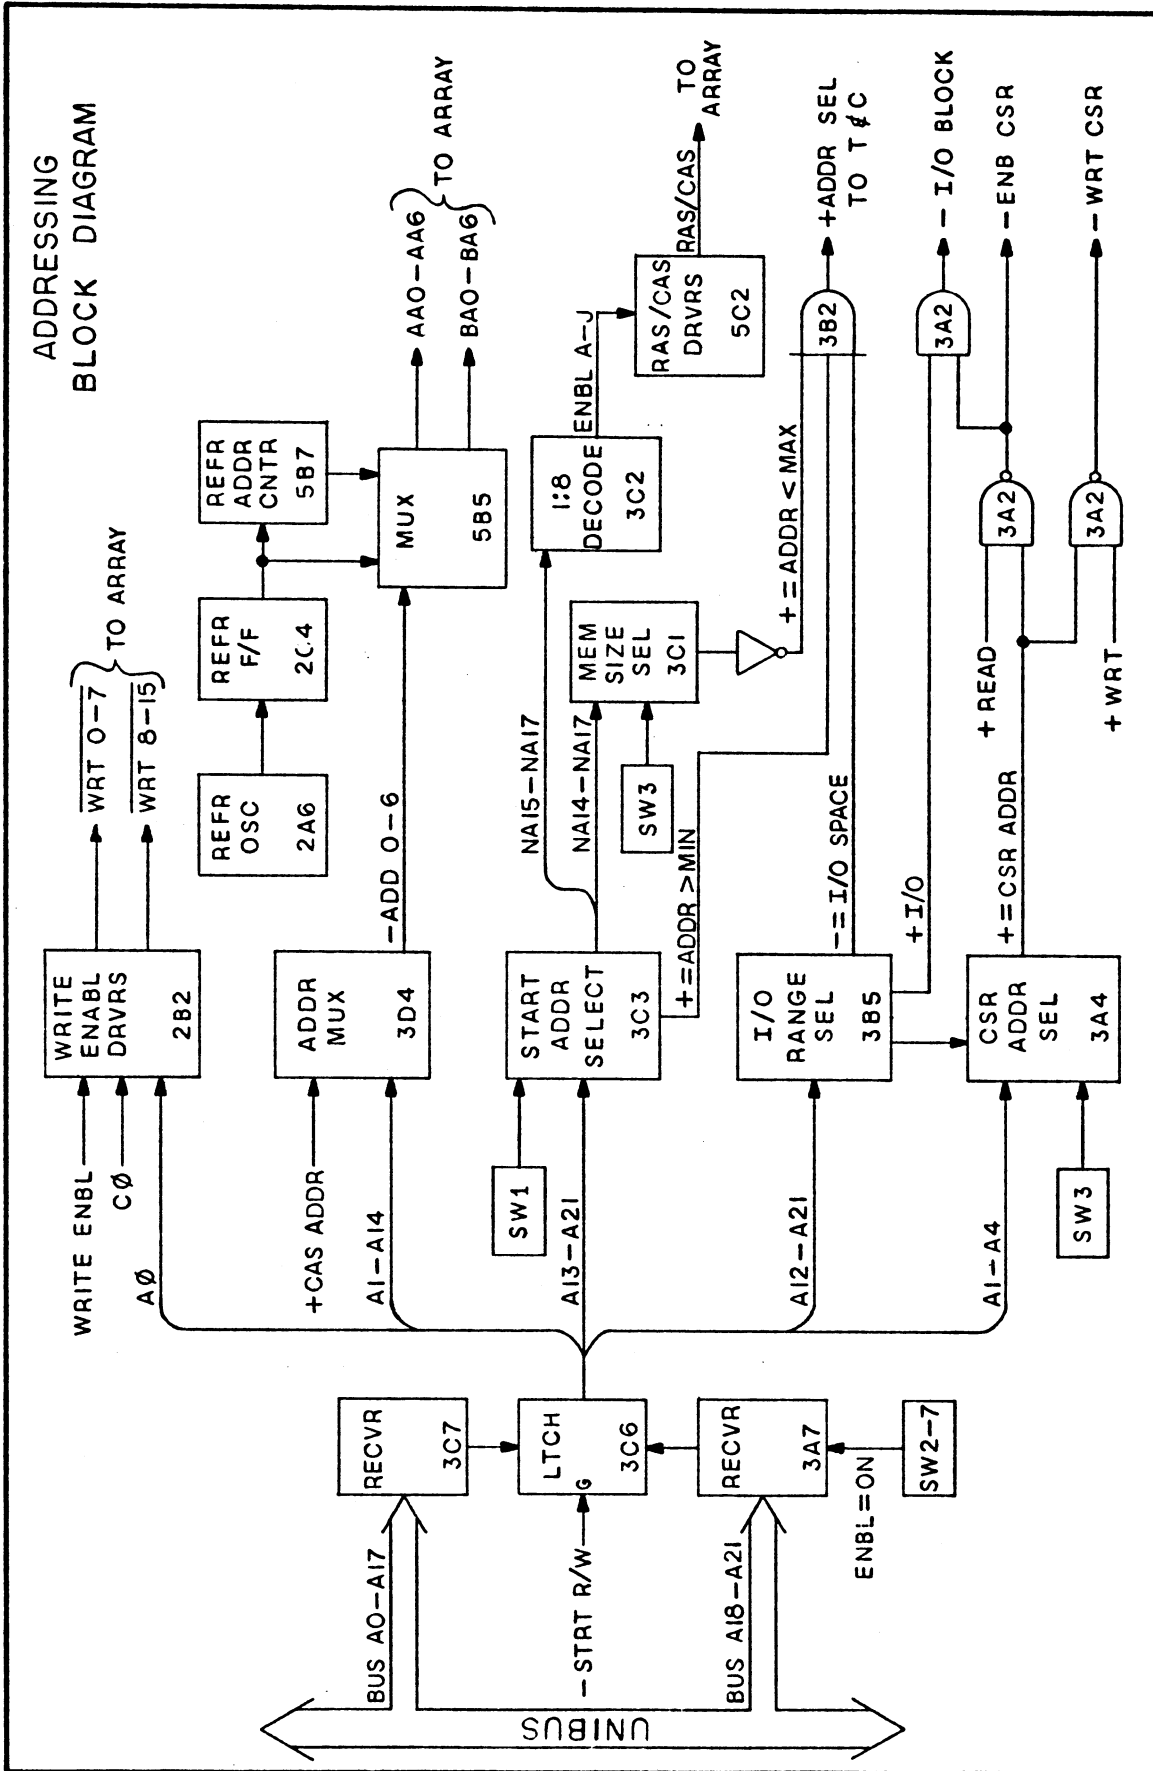 ADDRESSING
BLOCK DIAGRAM
UNIBUS
BUS A0-A17
-STRT R/W
BUS A18-A21
RECVR
3C7
LTCH
G
3C6
RECVR
3A7
ENBL=ON
SW2-7
WRITE ENBL
CØ
AØ
+CAS ADDR
A1-A14
A13-A21
SW1
A12-A21
A1-A4
SW3
WRITE
ENABL
DRVRS
2B2
WRT 0-7
WRT 8-15
TO ARRAY
ADDR
MUX
3D4
-ADD 0-6
REFR
OSC
2A6
REFR
F/F
2C4
REFR
ADDR
CNTR
5B7
MUX
5B5
AA0-AA6
BA0-BA6
TO ARRAY
START
ADDR
SELECT
3C3
NA15-NA17
NA14-NA17
+=ADDR>MIN
SW3
MEM
SIZE
SEL
3C1
1:8
DECODE
3C2
ENBL A-J
RAS/CAS
DRVRS
5C2
RAS/CAS
TO
ARRAY
+=ADDR<MAX
3B2
+ADDR SEL
TO T¢C
I/O
RANGE
SEL
3B5
-=I/O SPACE
+I/O
3A2
-I/O BLOCK
CSR
ADDR
SEL
3A4
+=CSR ADDR
+READ
3A2
-ENB CSR
+WRT
3A2
-WRT CSR